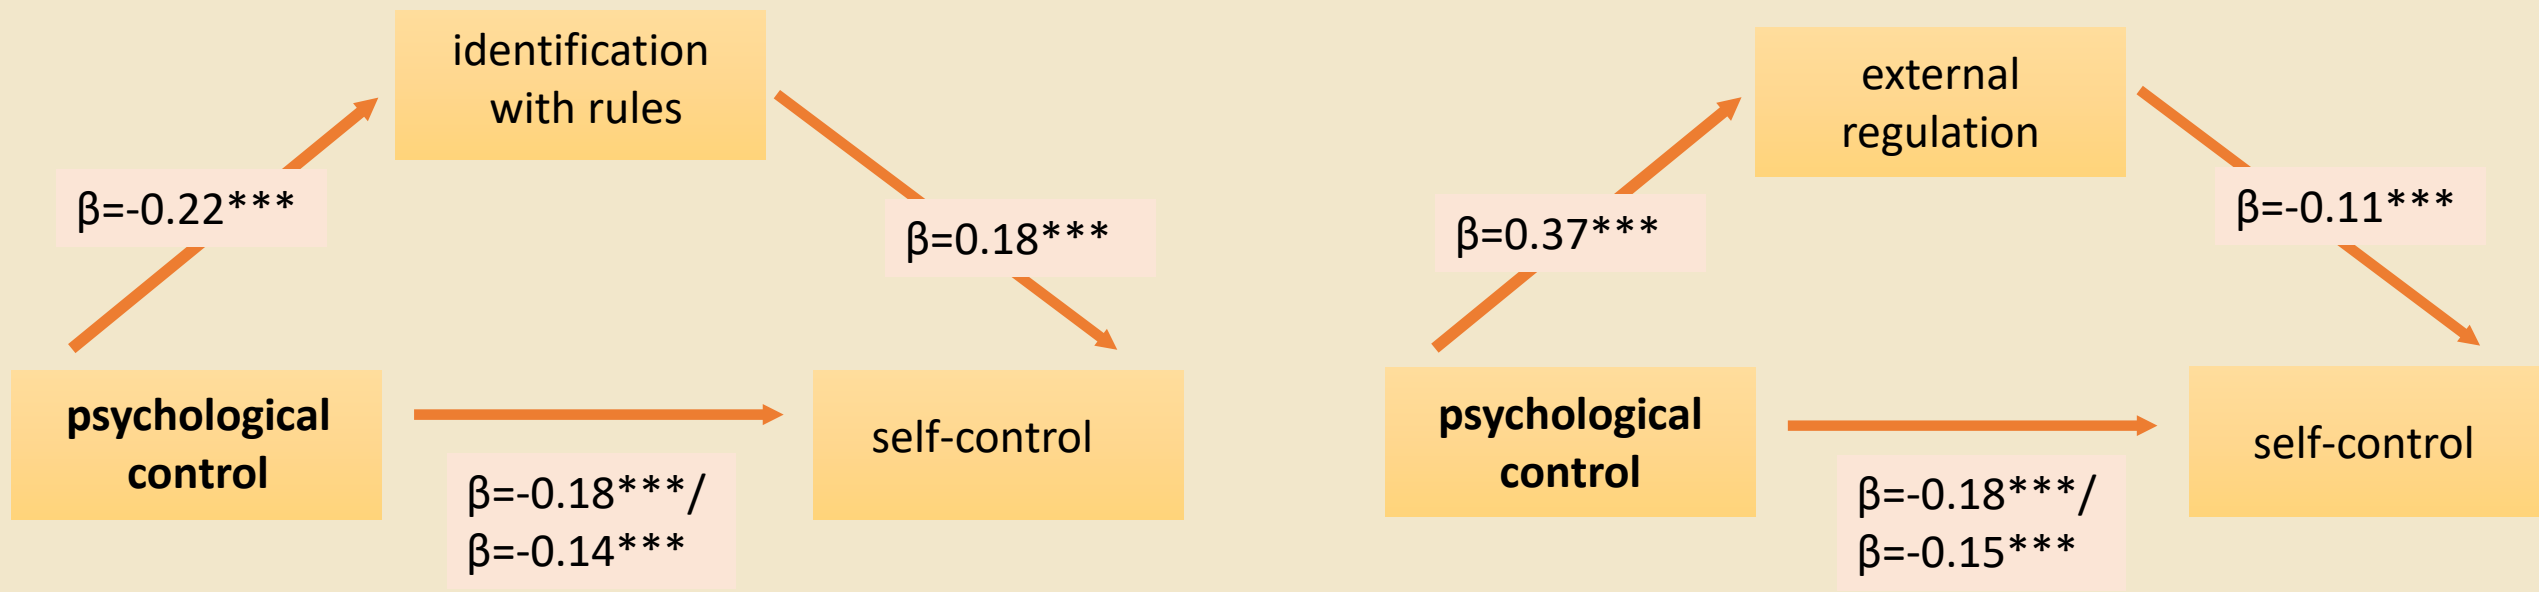 identification
with rules
β=-0.22***
β=0.18***
psychological
control
β=-0.18***/
β=-0.14***
self-control
external
regulation
β=0.37***
β=-0.11***
psychological
control
β=-0.18***/
β=-0.15***
self-control